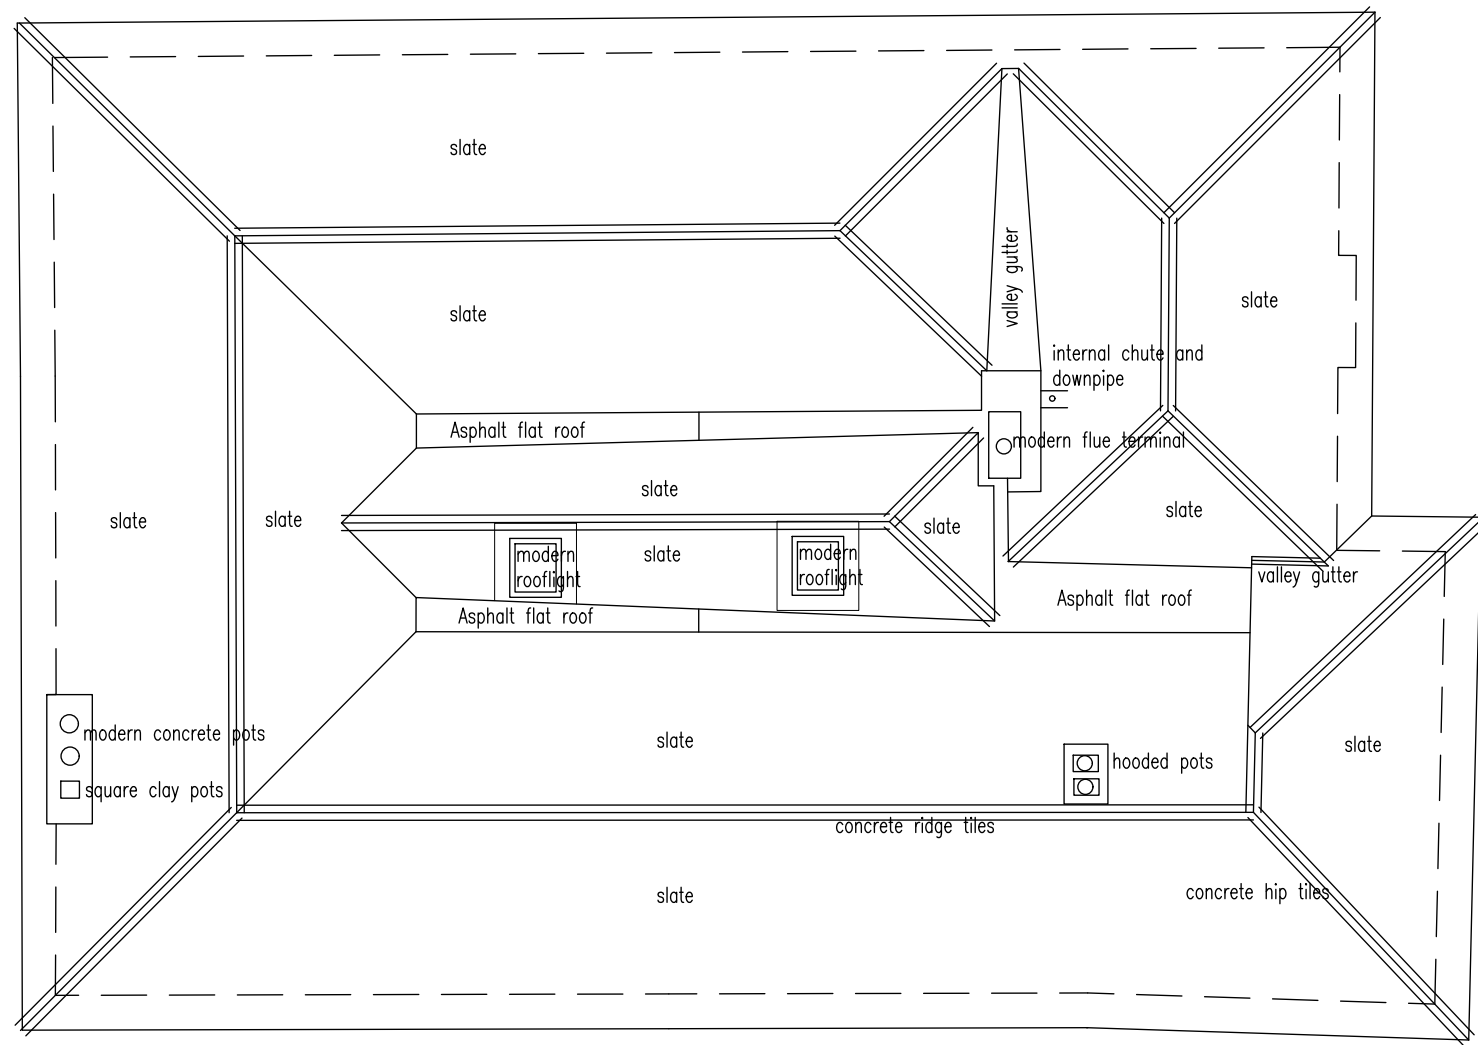 slate
valley gutter
slate
slate
internal chute and
downpipe
Asphalt flat roof
modern flue terminal
slate
slate
slate
slate
slate
slate
modern
rooflight
modern
rooflight
valley gutter
Asphalt flat roof
Asphalt flat roof
modern concrete pots
slate
slate
hooded pots
square clay pots
concrete ridge tiles
slate
concrete hip tiles